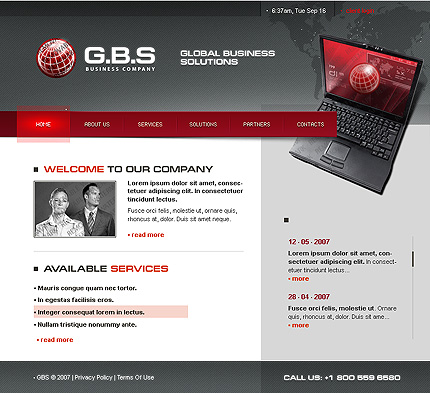 • 6:37am, Tue Sep 16
G.B.S
BUSINESS COMPANY
GLOBAL BUSINESS
SOLUTIONS
HOME ABOUT US SERVICES SOLUTIONS PARTNERS CONTACTS
WELCOME TO OUR COMPANY
Lorem ipsum dolor sit amet, consec-
tetuer adipiscing elit. In consectetuer
tincidunt lectus.
Fusce orci felis, molestie ut, ornare quis,
rhoncus at, dolor. Duis sit amet neque.
• read more
AVAILABLE SERVICES
• Mauris congue quam nec tortor.
• In egestas facilisis eros.
• Integer consequat lorem in lectus.
• Nullam tristique nonummy ante.
• read more
12 - 05 - 2007
Lorem ipsum dolor sit amet, con-
sectetuer adipiscing elit. In consect-
etuer tincidunt lectus...
• more
28 - 04 - 2007
Fusce orci felis, molestie ut. Ornare
quis, rhoncus at, dolor. Duis sit ame...
• more
• GBS © 2007 | Privacy Policy | Terms Of Use
CALL US: +1 800 559 6580